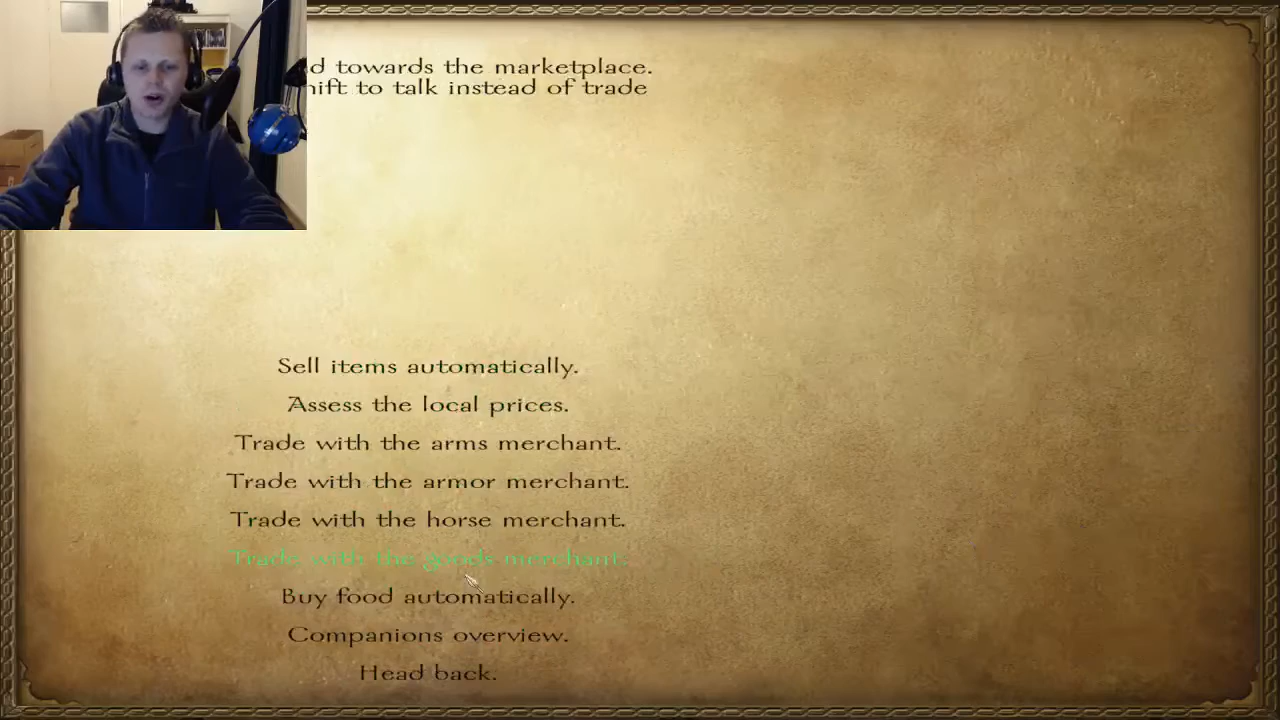 d towards the marketplace.
hift to talk instead of trade
Sell items automatically.
Assess the local prices.
Trade with the arms merchant.
Trade with the armor merchant.
Trade with the horse merchant.
Trade with the goods merchant.
Buy food automatically.
Companions overview.
Head back.